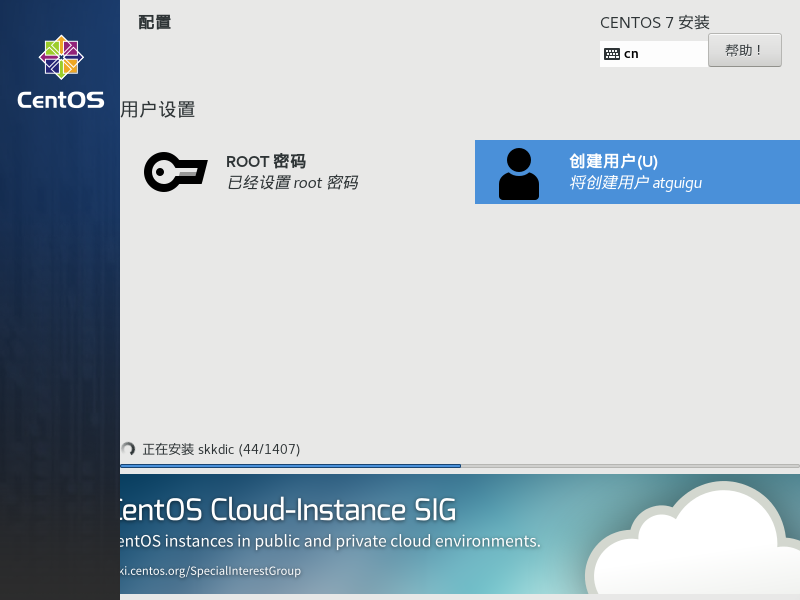 CentOS
配置
CENTOS 7 安装
cn
帮助！
用户设置
ROOT 密码
已经设置 root 密码
创建用户(U)
将创建用户 atguigu
正在安装 skkdic (44/1407)
CentOS Cloud-Instance SIG
entOS instances in public and private cloud environments.
ki.centos.org/SpecialInterestGroup